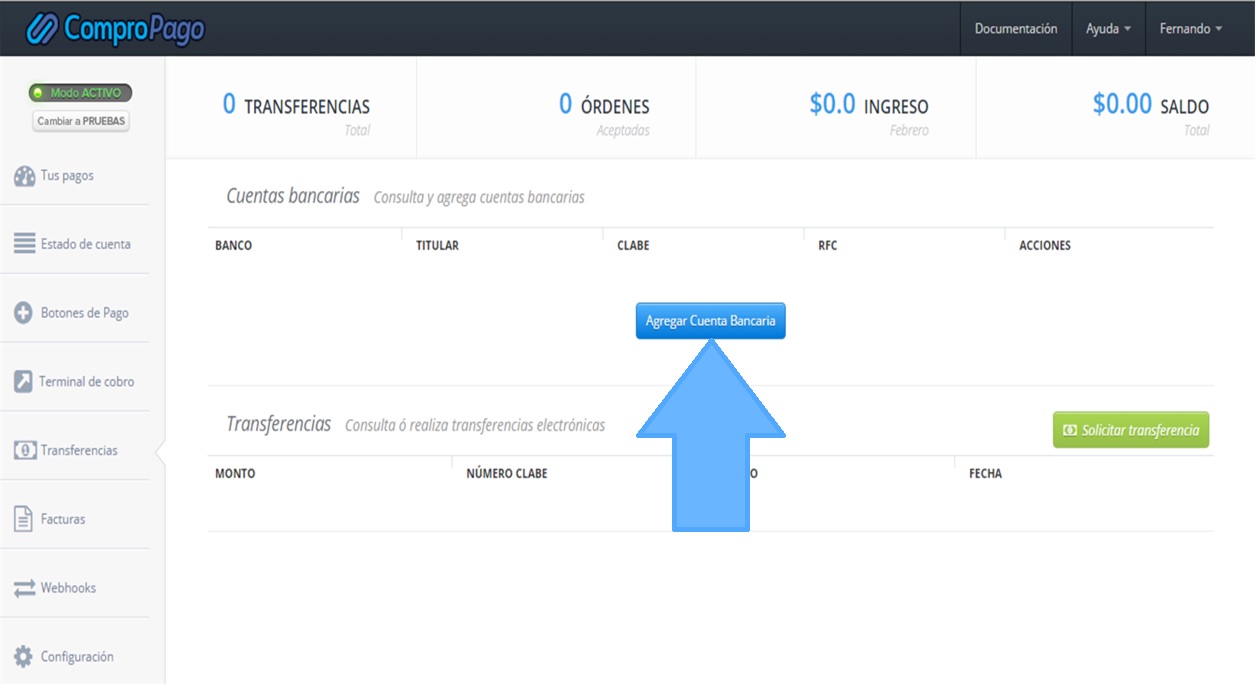 ComproPago
Documentación
Ayuda
Fernando
Modo ACTIVO
Cambiar a PRUEBAS
Tus pagos
Estado de cuenta
Botones de Pago
Terminal de cobro
Transferencias
Facturas
Webhooks
Configuración
0 TRANSFERENCIAS
Total
0 ÓRDENES
Aceptadas
$0.0 INGRESO
Febrero
$0.00 SALDO
Total
Cuentas bancarias Consulta y agrega cuentas bancarias
BANCO TITULAR CLABE RFC ACCIONES
Agregar Cuenta Bancaria
Transferencias Consulta ó realiza transferencias electrónicas
Solicitar transferencia
MONTO NÚMERO CLABE FECHA